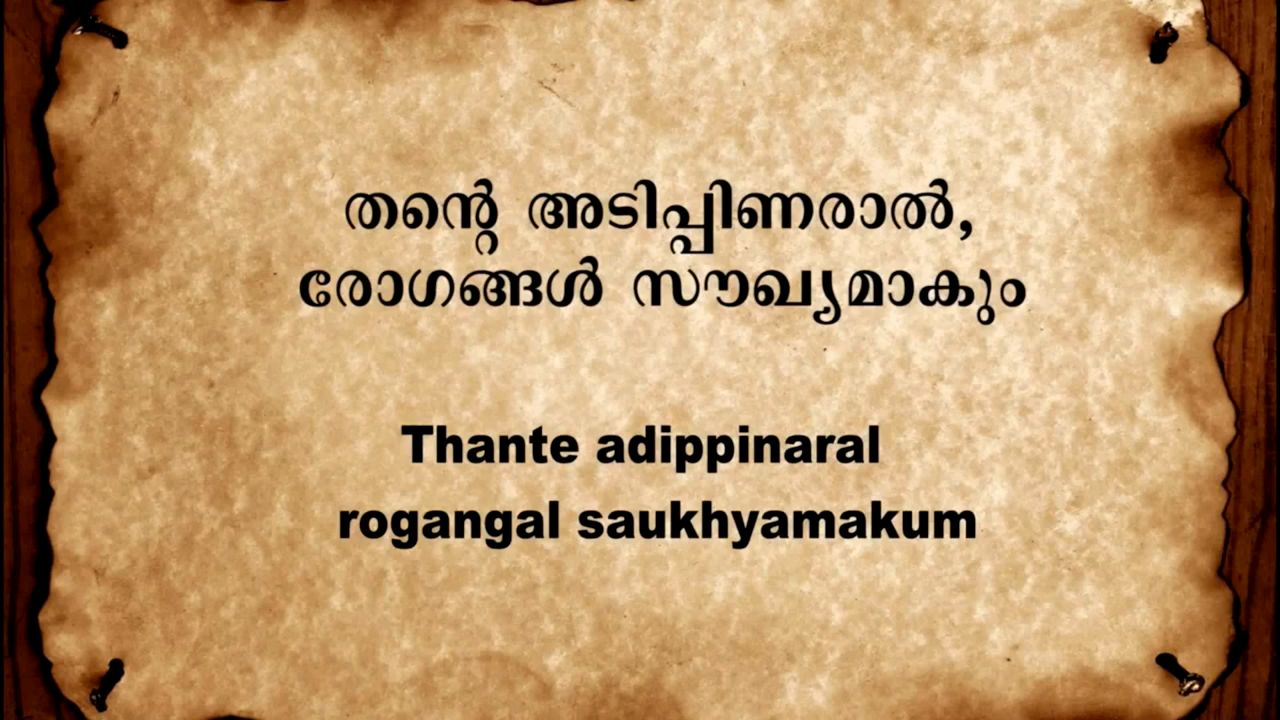 തന്റെ അടിപ്പിണരാൽ,
രോഗങ്ങൾ സൗഖ്യമാകും
Thante adippinaral
rogangal saukhyamakum